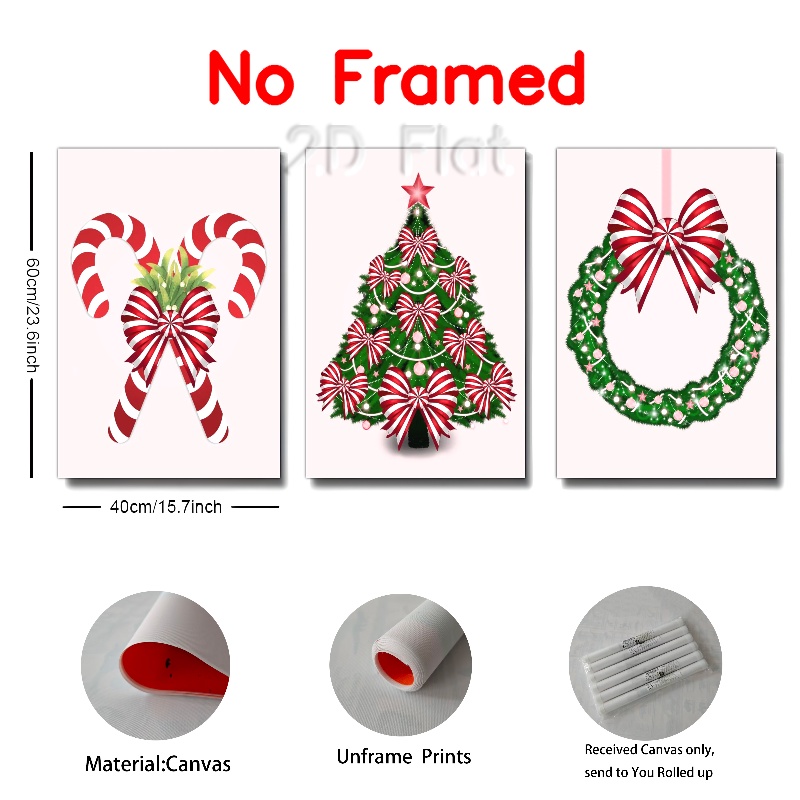 No Framed
2D Flat
60cm/23.6inch
40cm/15.7inch
Material:Canvas
Unframe Prints
Received Canvas only,
send to You Rolled up